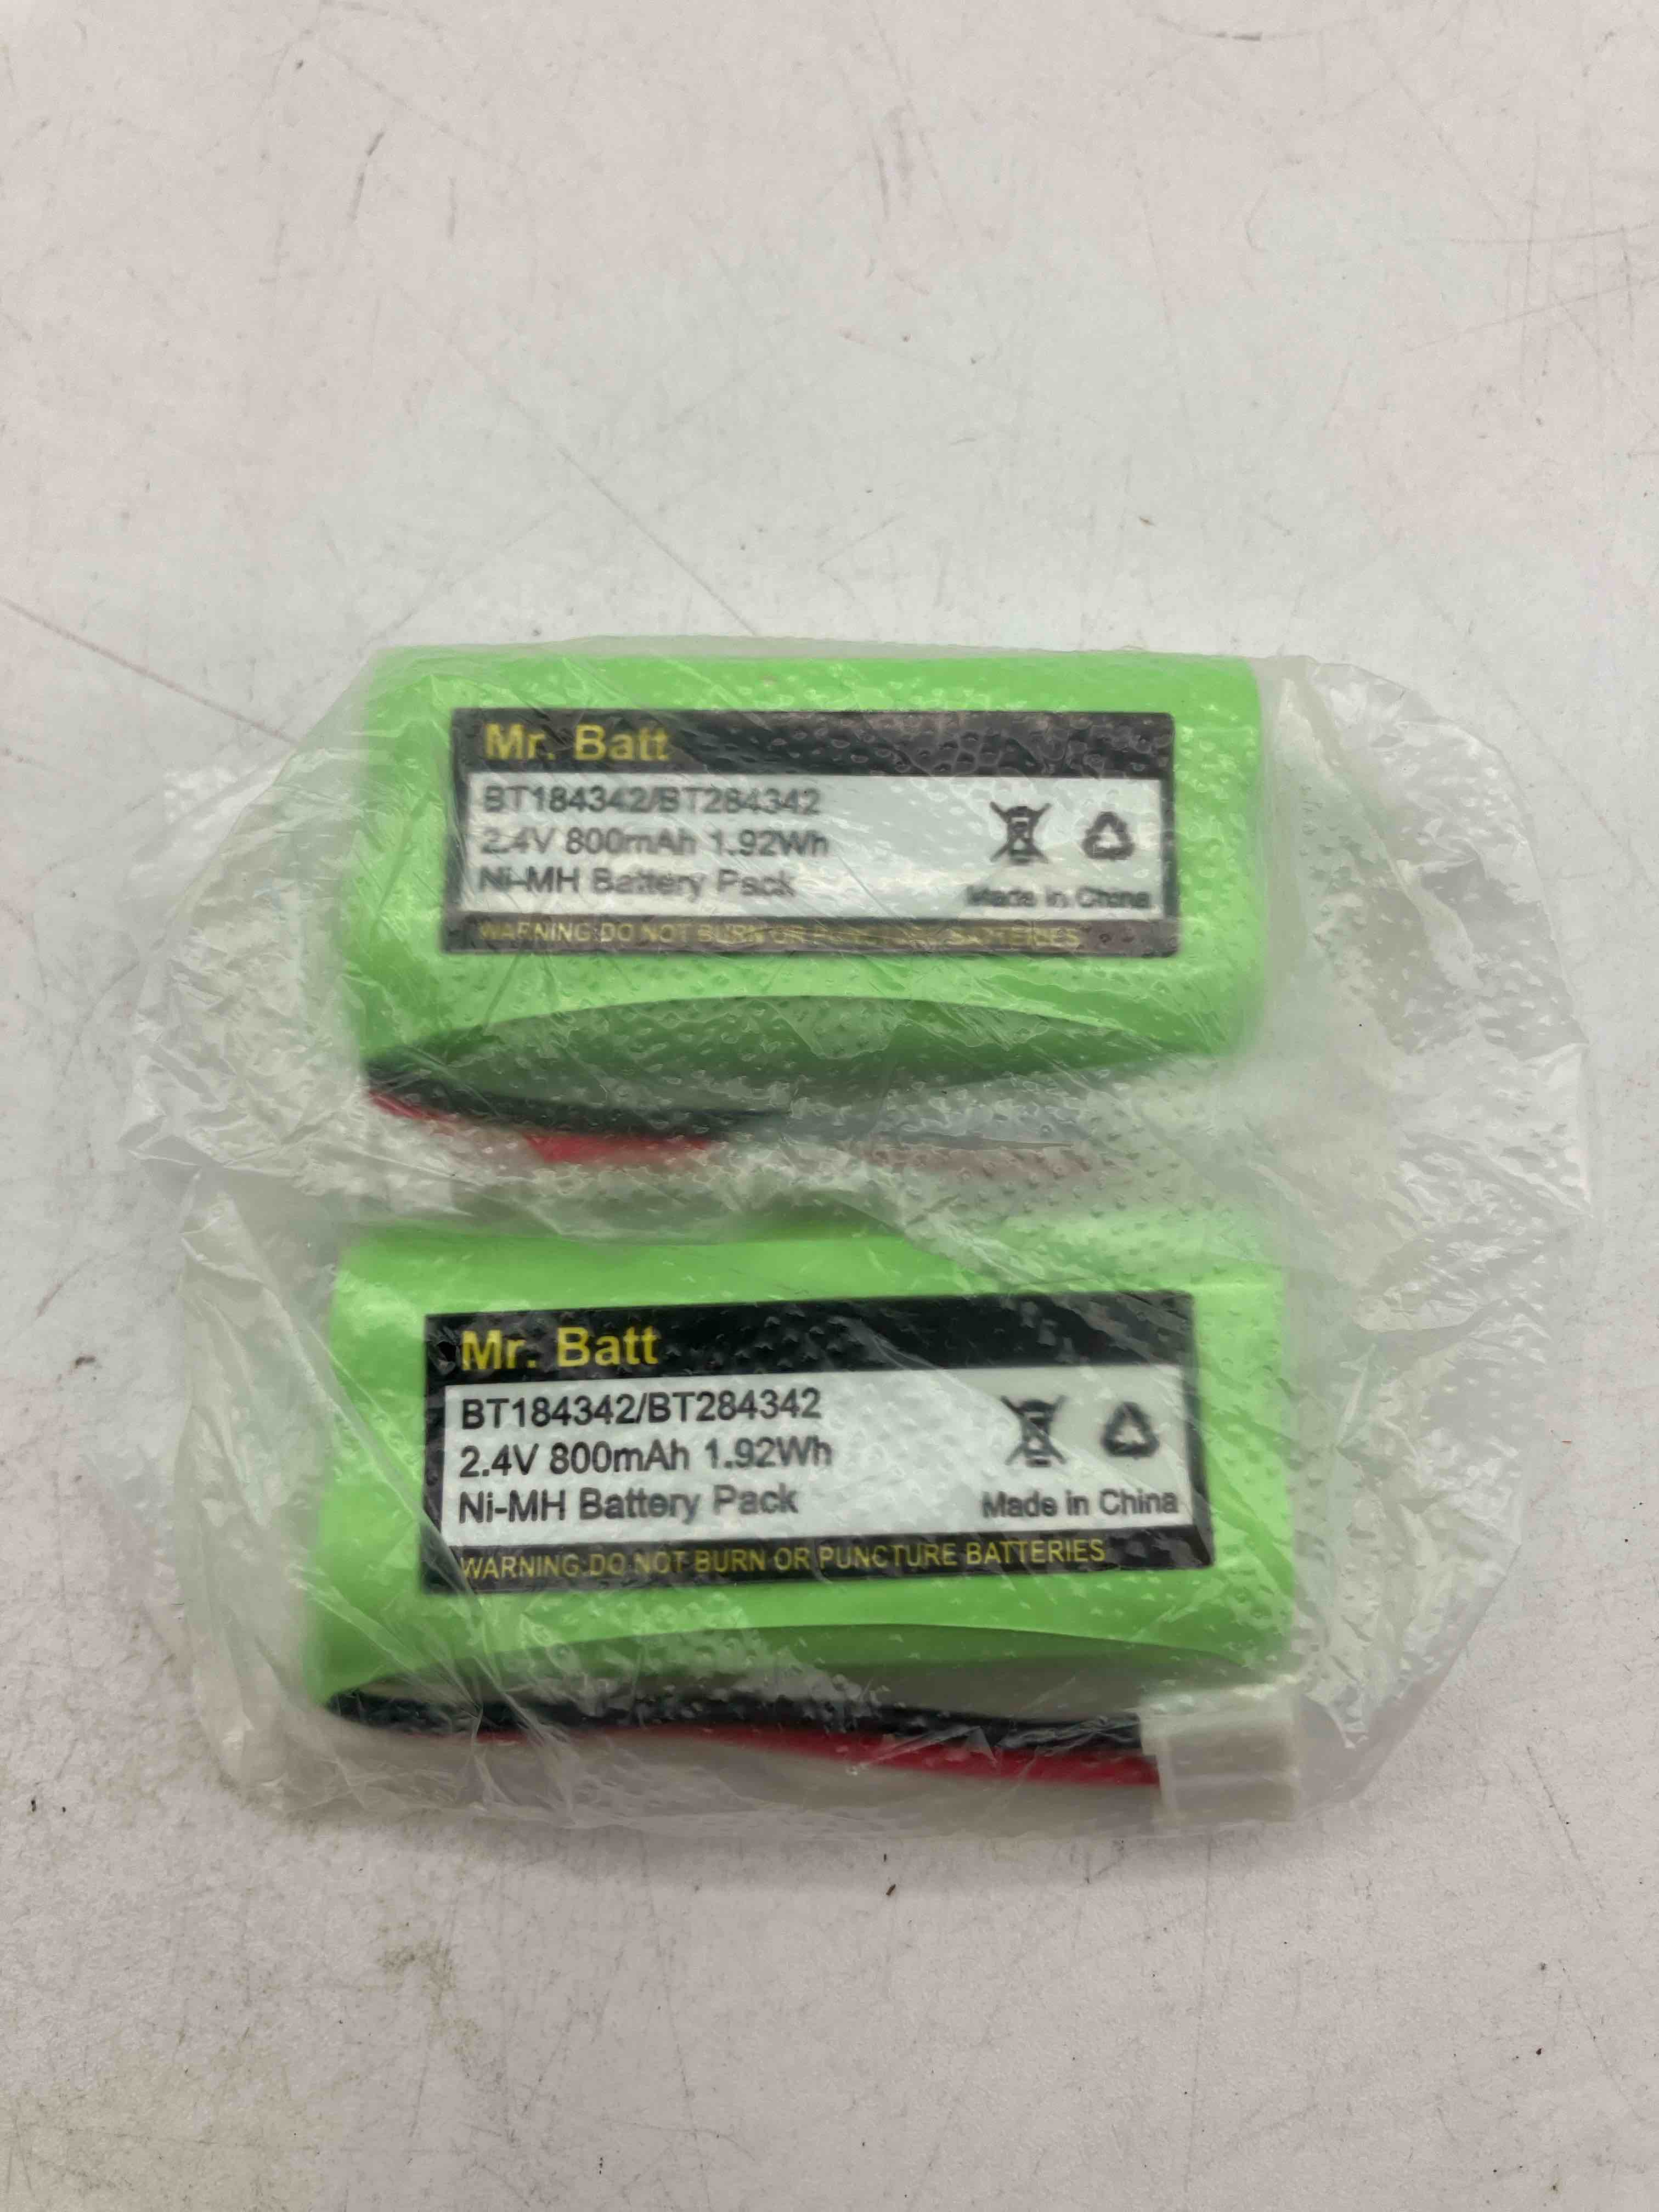 Mr. Batt
BT184342/BT284342
2.4V 800mAh 1.92Wh
Ni-MH Battery Pack
Made in China
WARNING:DO NOT BURN OR PUNCTURE BATTERIES
Mr. Batt
BT184342/BT284342
2.4V 800mAh 1.92Wh
Ni-MH Battery Pack
Made in China
WARNING:DO NOT BURN OR PUNCTURE BATTERIES